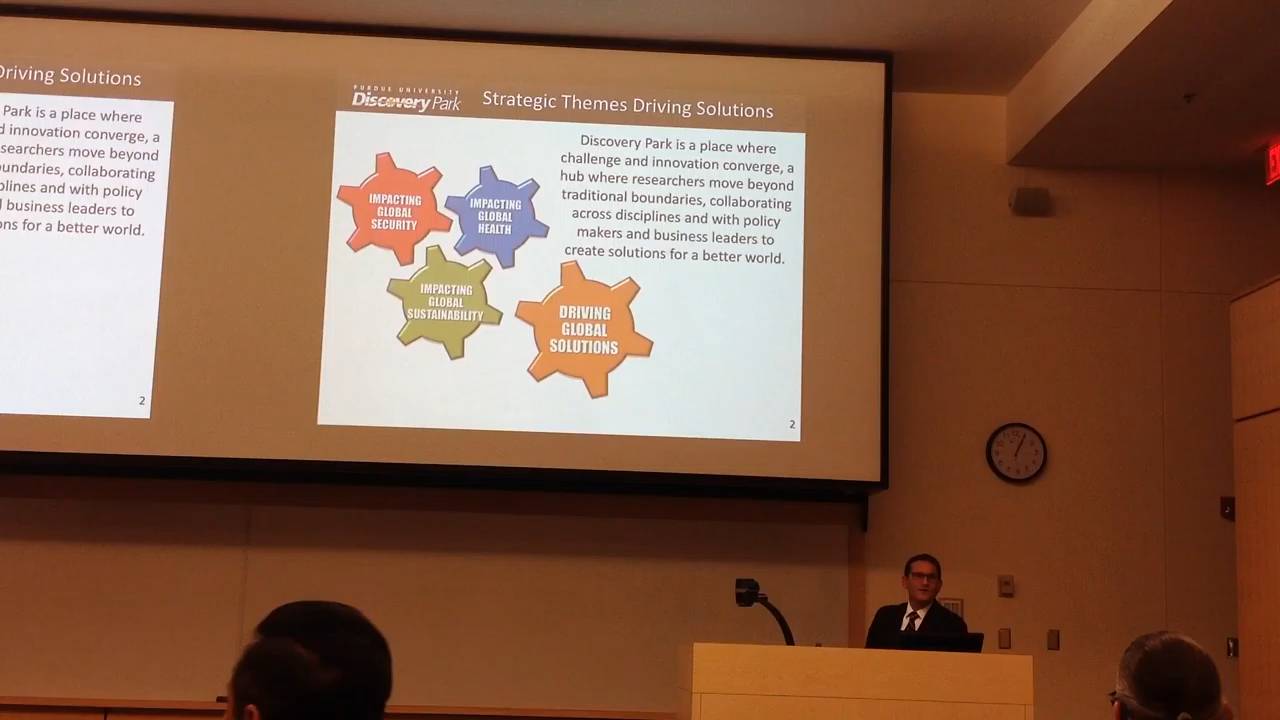 Driving Solutions
Park is a place where
d innovation converge, a
searchers move beyond
undaries, collaborating
plines and with policy
business leaders to
ns for a better world.
2
PURDUE UNIVERSITY
Discovery Park
Strategic Themes Driving Solutions
Discovery Park is a place where
challenge and innovation converge, a
hub where researchers move beyond
traditional boundaries, collaborating
across disciplines and with policy
makers and business leaders to
create solutions for a better world.
IMPACTING
GLOBAL
SECURITY
IMPACTING
GLOBAL
HEALTH
IMPACTING
GLOBAL
SUSTAINABILITY
DRIVING
GLOBAL
SOLUTIONS
2